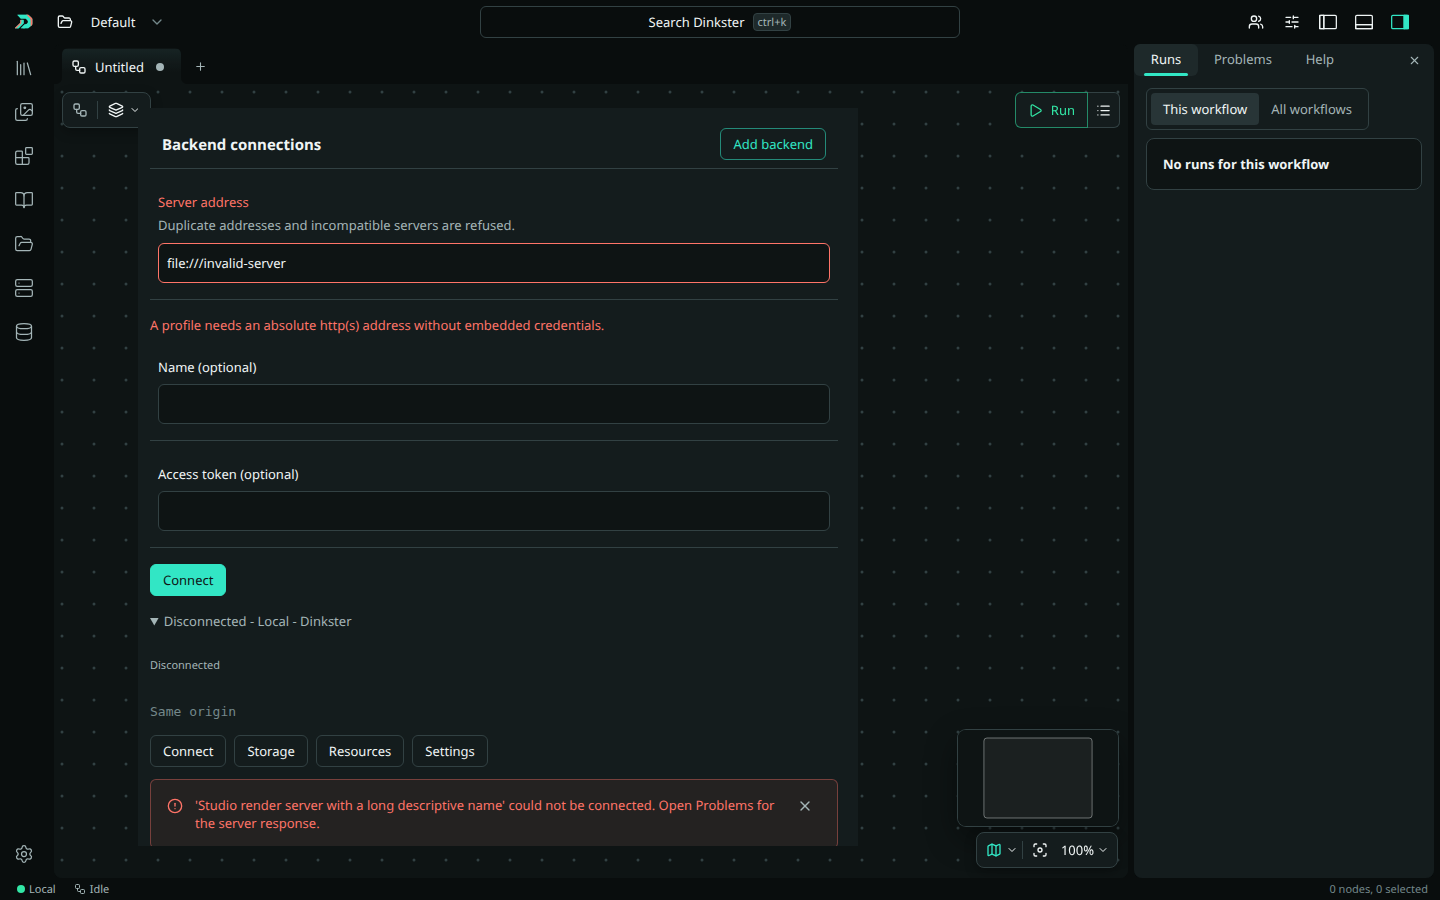 Default
Search Dinkster ctrl+k
Untitled
Run
Runs
Problems
Help
This workflow
All workflows
No runs for this workflow
Backend connections
Add backend
Server address
Duplicate addresses and incompatible servers are refused.
file:///invalid-server
A profile needs an absolute http(s) address without embedded credentials.
Name (optional)
Access token (optional)
Connect
Disconnected - Local - Dinkster
Disconnected
Same origin
Connect
Storage
Resources
Settings
'Studio render server with a long descriptive name' could not be connected. Open Problems for
the server response.
100%
Local
Idle
0 nodes, 0 selected